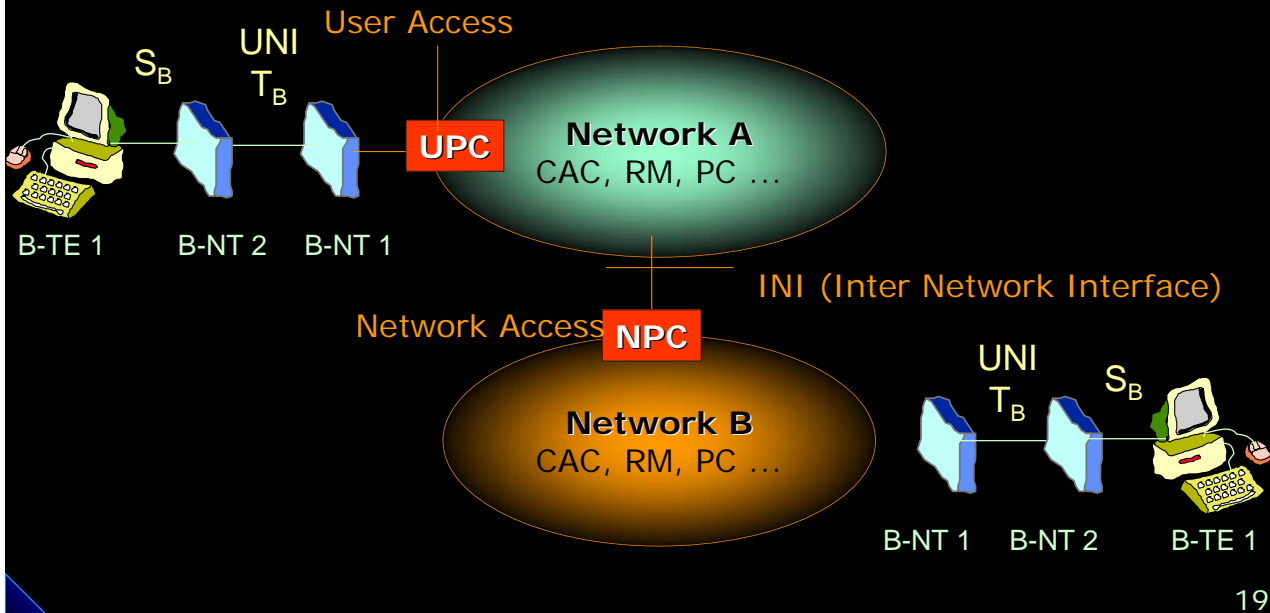 User Access
UNI
S_B
T_B
UPC
Network A
CAC, RM, PC ...
B-TE 1
B-NT 2
B-NT 1
INI (Inter Network Interface)
Network Access
NPC
UNI
T_B
S_B
Network B
CAC, RM, PC ...
B-NT 1
B-NT 2
B-TE 1
19